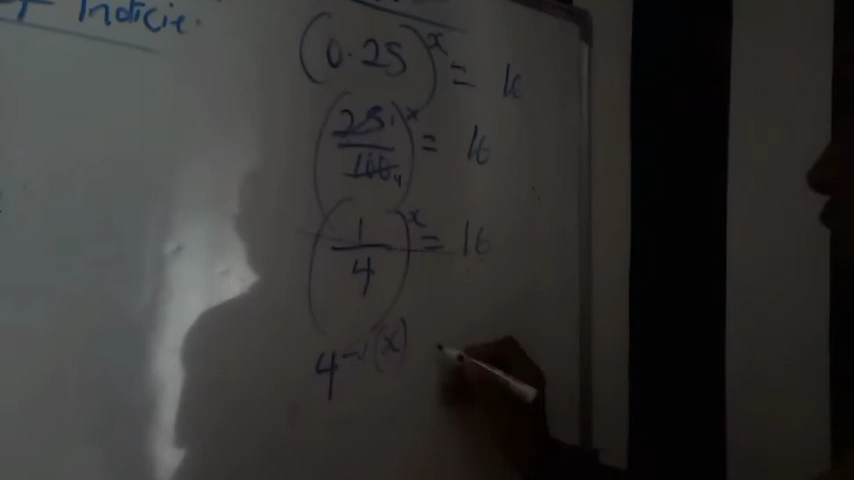 Indicie.
(0.25)^x = 16
(25/100)^x = 16
(1/4)^x = 16
4^-1(x)